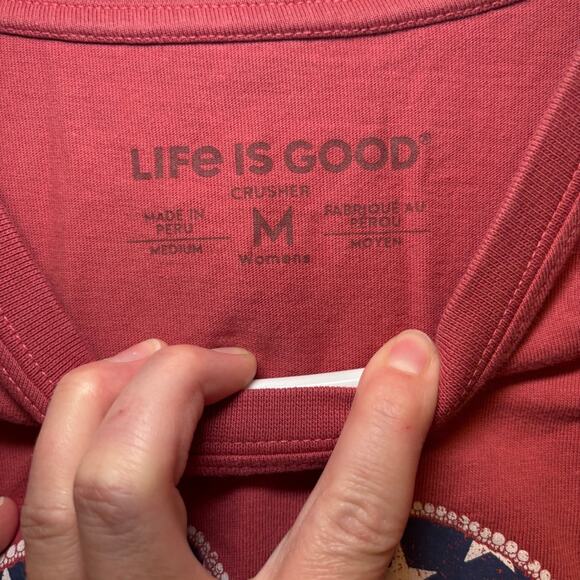 LIFe IS GOOD®
CRUSHER
MADE IN
PERU
MEDIUM
M
Womens
FABRIQUÉ AU
PÉROU
MOYEN